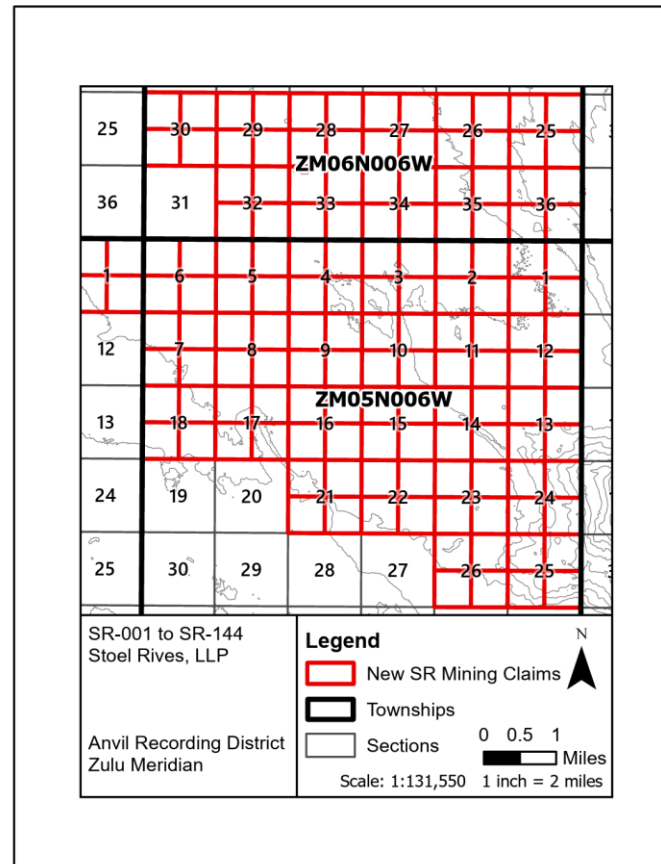 25 30 29 28 27 26 25
ZM06N006W
36 31 32 33 34 35 36
1 6 5 4 3 2 1
12 7 8 9 10 11 12
ZM05N006W
13 18 17 16 15 14 13
24 19 20 21 22 23 24
25 30 29 28 27 26 25
SR-001 to SR-144
Stoel Rives, LLP
Anvil Recording District
Zulu Meridian
Legend
New SR Mining Claims
Townships
Sections
N
0 0.5 1
Miles
Scale: 1:131,550 1 inch = 2 miles